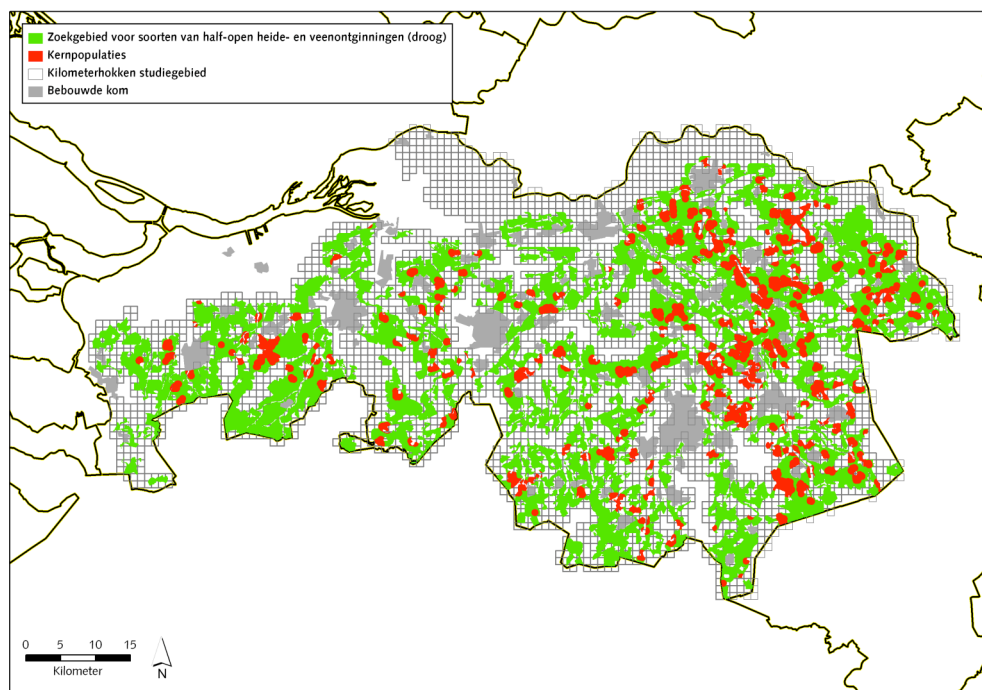 Zoekgebied voor soorten van half-open heide- en veenontginningen (droog)
Kernpopulaties
Kilometerhokken studiegebied
Bebouwde kom
0 5 10 15
Kilometer
N